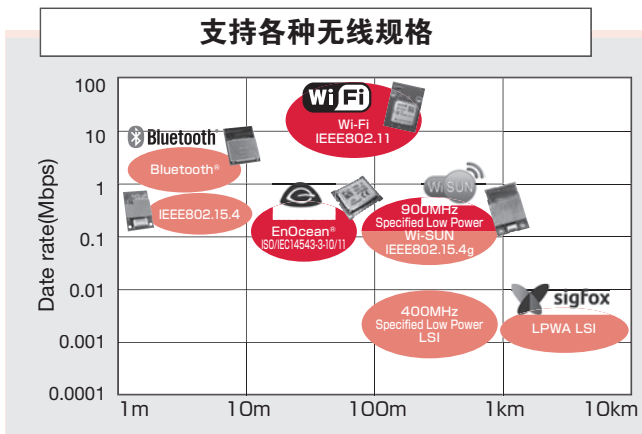 支持各种无线规格
Date rate(Mbps)
100
10
1
0.1
0.01
0.001
0.0001
1m
10m
100m
1km
10km
Bluetooth
Bluetooth®
IEEE802.15.4
Wi Fi
Wi-Fi
IEEE802.11
EnOcean®
ISO/IEC14543-3-10/11
Wi SUN
900MHz
Specified Low Power
Wi-SUN
IEEE802.15.4g
400MHz
Specified Low Power
LSI
sigfox
LPWA LSI